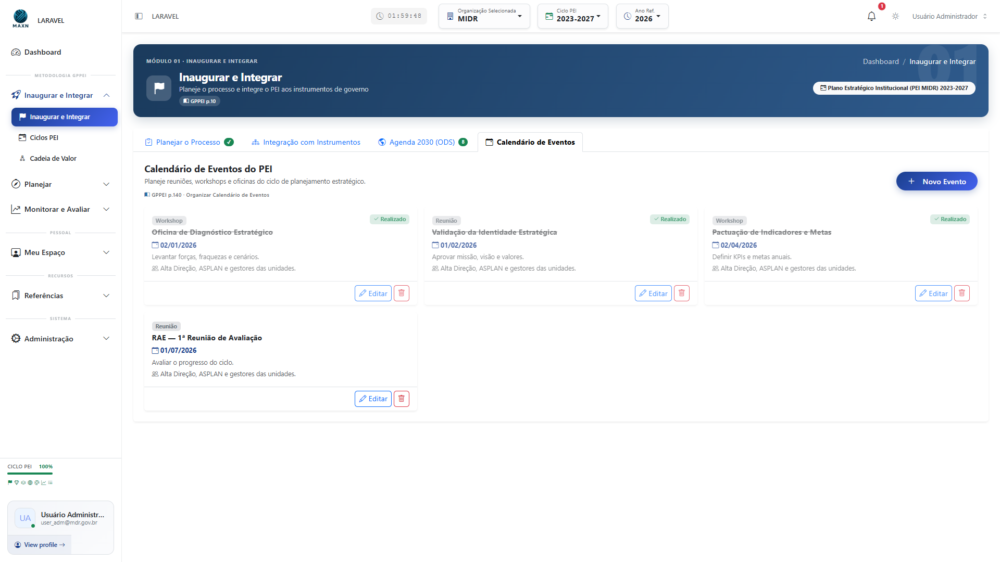 MAXN
LARAVEL
LARAVEL
01:59:48
Organização Selecionada
MIDR
Ciclo PEI
2023-2027
Ano Ref.
2026
1
Usuário Administrador
Dashboard
METODOLOGIA GPPEI
Inaugurar e Integrar
Inaugurar e Integrar
Ciclos PEI
Cadeia de Valor
Planejar
Monitorar e Avaliar
PESSOAL
Meu Espaço
RECURSOS
Referências
SISTEMA
Administração
CICLO PEI 100%
UA
Usuário Administr...
user_adm@mdr.gov.br
View profile
01
MÓDULO 01 · INAUGURAR E INTEGRAR
Inaugurar e Integrar
Planeje o processo e integre o PEI aos instrumentos de governo
GPPEI p.10
Dashboard / Inaugurar e Integrar
Plano Estratégico Institucional (PEI MIDR) 2023-2027
Planejar o Processo
Integração com Instrumentos
Agenda 2030 (ODS) 8
Calendário de Eventos
Calendário de Eventos do PEI
Planeje reuniões, workshops e oficinas do ciclo de planejamento estratégico.
GPPEI p.140 · Organizar Calendário de Eventos
+ Novo Evento
Workshop
Realizado
Oficina de Diagnóstico Estratégico
02/01/2026
Levantar forças, fraquezas e cenários.
Alta Direção, ASPLAN e gestores das unidades.
Editar
Reunião
Realizado
Validação da Identidade Estratégica
01/02/2026
Aprovar missão, visão e valores.
Alta Direção, ASPLAN e gestores das unidades.
Editar
Workshop
Realizado
Pactuação de Indicadores e Metas
02/04/2026
Definir KPIs e metas anuais.
Alta Direção, ASPLAN e gestores das unidades.
Editar
Reunião
RAE — 1ª Reunião de Avaliação
01/07/2026
Avaliar o progresso do ciclo.
Alta Direção, ASPLAN e gestores das unidades.
Editar